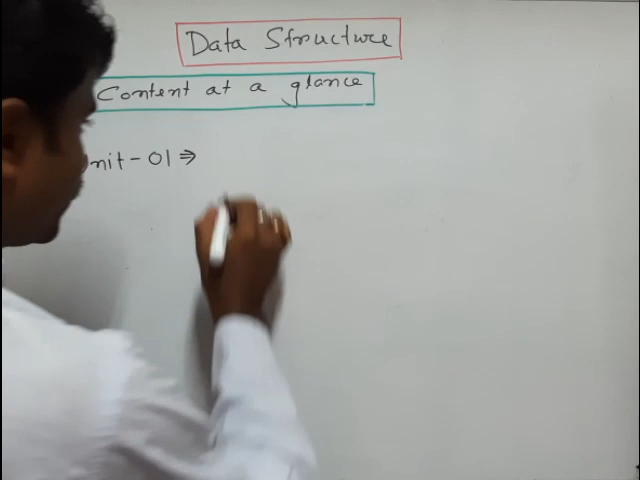 Data Structure
Content at a glance
nit - 01 ⇒